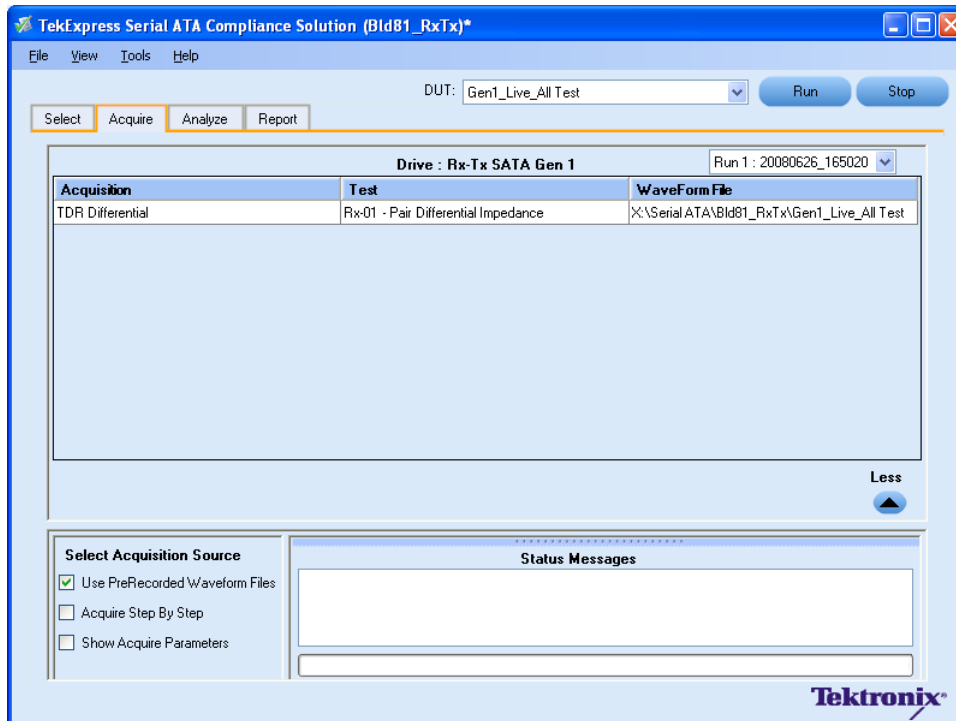 TekExpress Serial ATA Compliance Solution (Bld81_RxTx)*
File View Tools Help
DUT: Gen1_Live_All Test Run Stop
Select Acquire Analyze Report
Drive : Rx-Tx SATA Gen 1 Run 1 : 20080626_165020
Acquisition Test WaveForm File
TDR Differential Rx-01 - Pair Differential Impedance X:\Serial ATA\Bld81_RxTx\Gen1_Live_All Test
Less
Select Acquisition Source
Use PreRecorded Waveform Files
Acquire Step By Step
Show Acquire Parameters
Status Messages
Tektronix®